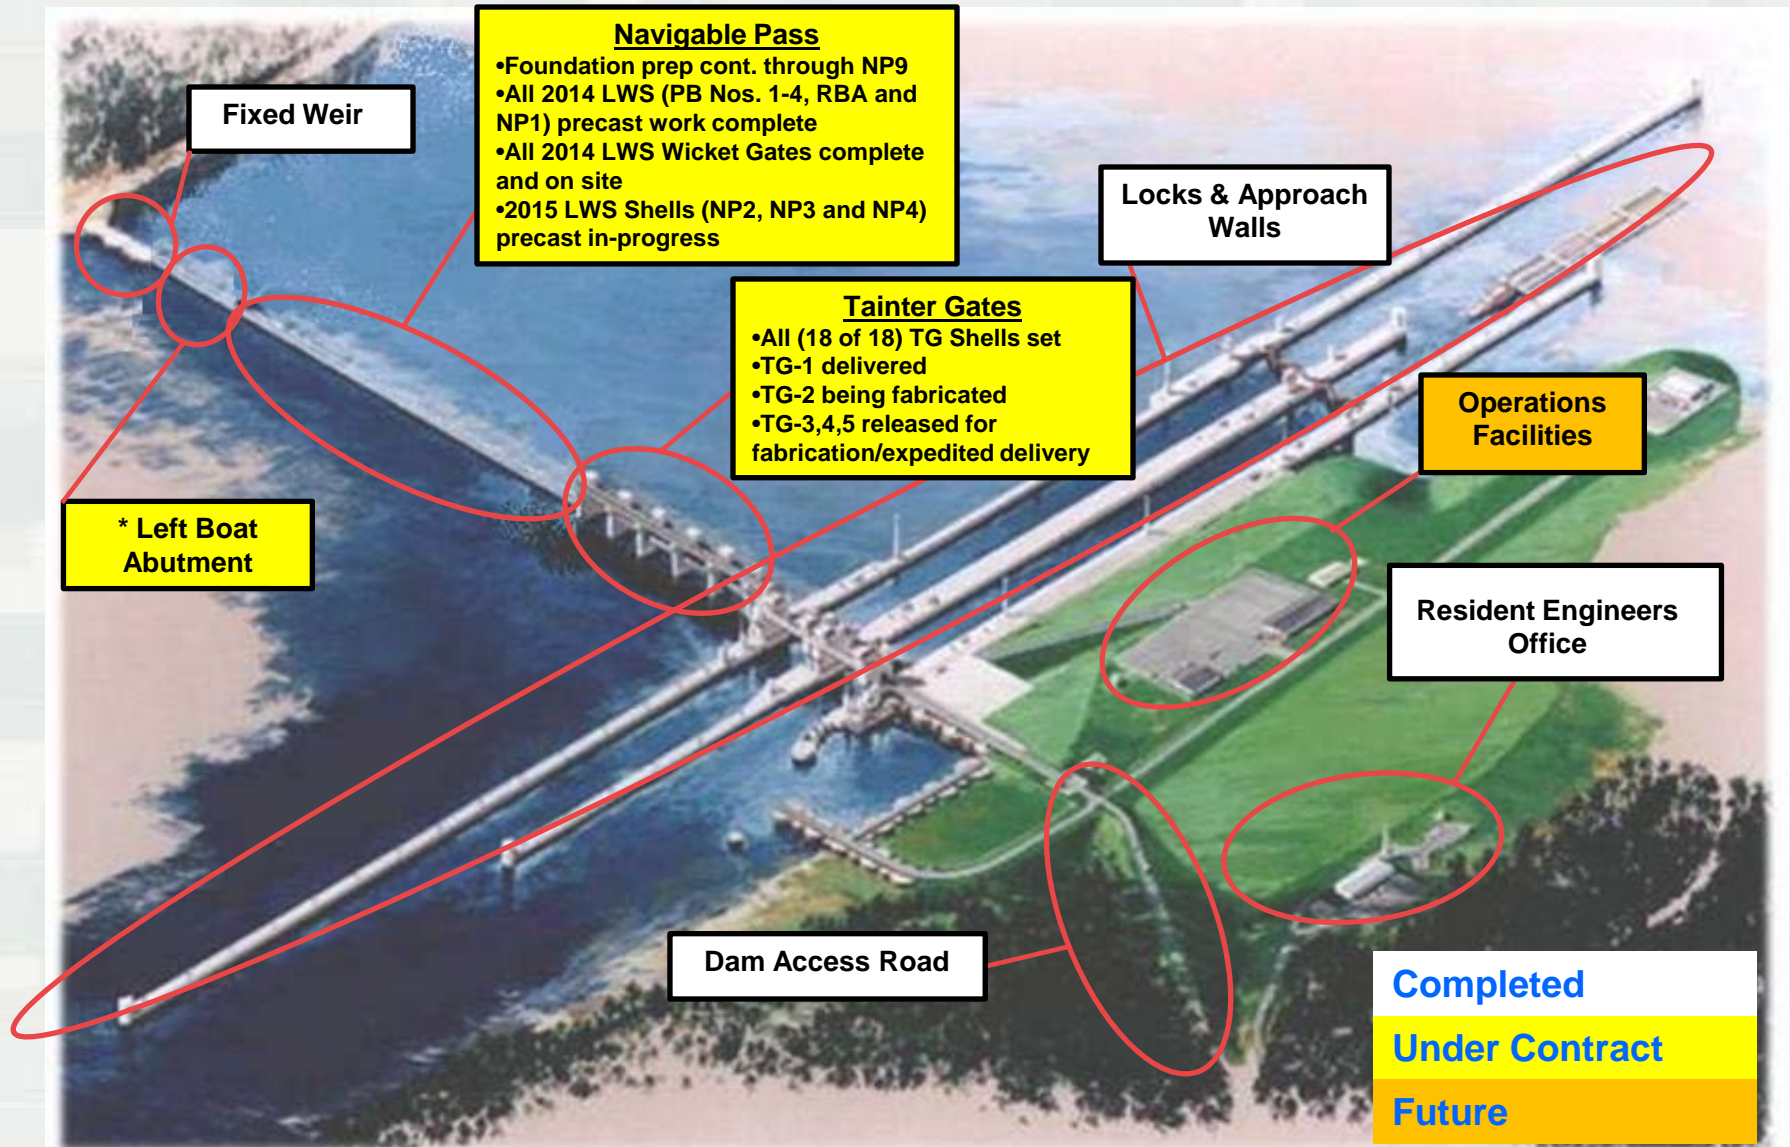 Navigable Pass
•Foundation prep cont. through NP9
•All 2014 LWS (PB Nos. 1-4, RBA and
NP1) precast work complete
•All 2014 LWS Wicket Gates complete
and on site
•2015 LWS Shells (NP2, NP3 and NP4)
precast in-progress
Fixed Weir
Locks & Approach
Walls
Tainter Gates
•All (18 of 18) TG Shells set
•TG-1 delivered
•TG-2 being fabricated
•TG-3,4,5 released for
fabrication/expedited delivery
Operations
Facilities
* Left Boat
Abutment
Resident Engineers
Office
Dam Access Road
Completed
Under Contract
Future